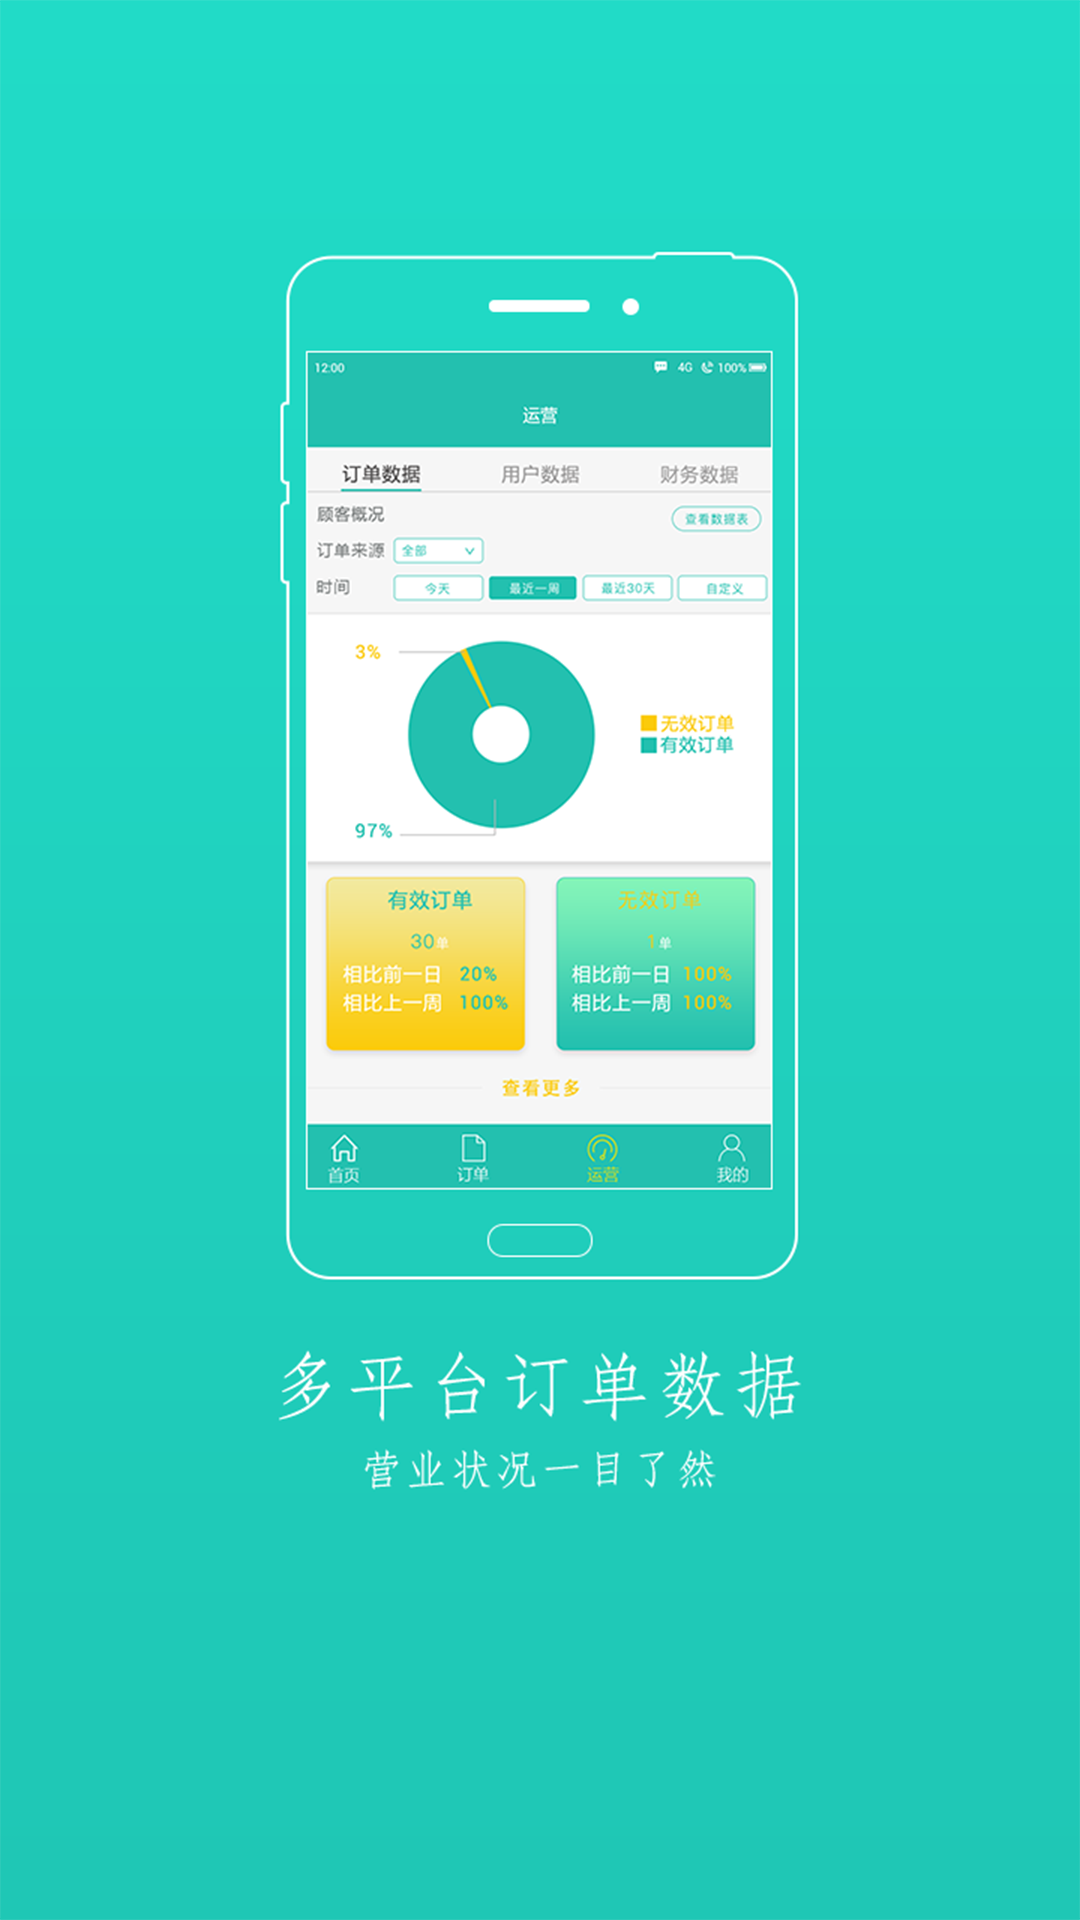 12:00 4G 100%
运营
订单数据 用户数据 财务数据
顾客概况 查看数据表
订单来源 全部
时间 今天 最近一周 最近30天 自定义
3%
无效订单
有效订单
97%
有效订单 无效订单
30单 1单
相比前一日 20% 相比前一日 100%
相比上一周 100% 相比上一周 100%
查看更多
首页 订单 运营 我的
多平台订单数据
营业状况一目了然